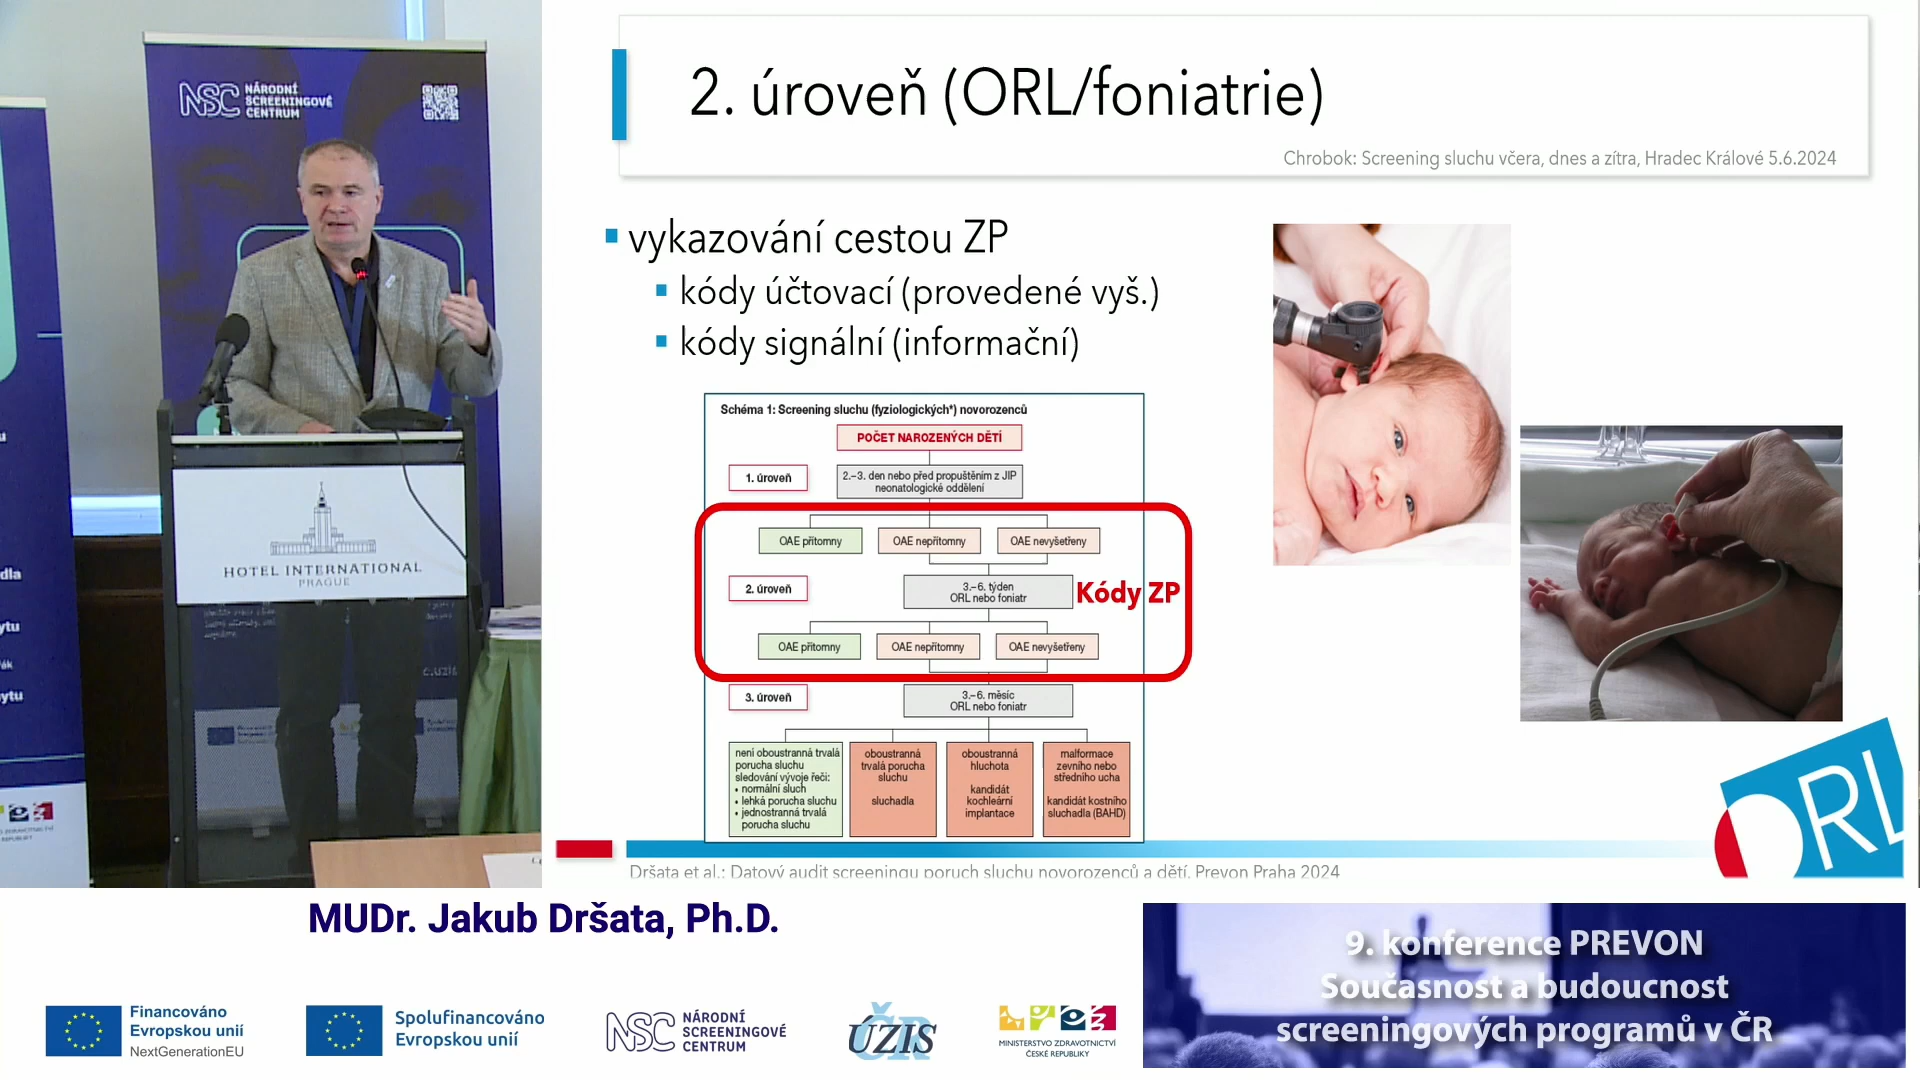 NSC NÁRODNÍ
SCREENINGOVÉ
CENTRUM
HOTEL INTERNATIONAL
PRAGUE
2. úroveň (ORL/foniatrie)
Chrobok: Screening sluchu včera, dnes a zítra, Hradec Králové 5.6.2024
vykazování cestou ZP
kódy účtovací (provedené vyš.)
kódy signální (informační)
Schéma 1: Screening sluchu (fyziologických*) novorozenců
POČET NAROZENÝCH DĚTÍ
1. úroveň
2.–3. den nebo před propuštěním z JIP
neonatologické oddělení
OAE přítomny OAE nepřítomny OAE nevyšetřeny
2. úroveň
3.–6. týden
ORL nebo foniatr
Kódy ZP
OAE přítomny OAE nepřítomny OAE nevyšetřeny
3. úroveň
3.–6. měsíc
ORL nebo foniatr
není oboustranná trvalá
porucha sluchu
sledování vývoje řeči:
• normální sluch
• lehká porucha sluchu
• jednostranná trvalá
porucha sluchu
oboustranná
trvalá porucha
sluchu
sluchadla
oboustranná
hluchota
kandidát
kochleární
implantace
malformace
zevního nebo
středního ucha
kandidát kostního
sluchadla (BAHD)
ORL
Dršata et al.: Datový audit screeningu poruch sluchu novorozenců a dětí. Prevon Praha 2024
MUDr. Jakub Dršata, Ph.D.
9. konference PREVON
Současnost a budoucnost
screeningových programů v ČR
Financováno
Evropskou unií
NextGenerationEU
Spolufinancováno
Evropskou unií
NSC NÁRODNÍ
SCREENINGOVÉ
CENTRUM
ÚZIS ČR
MINISTERSTVO ZDRAVOTNICTVÍ
ČESKÉ REPUBLIKY